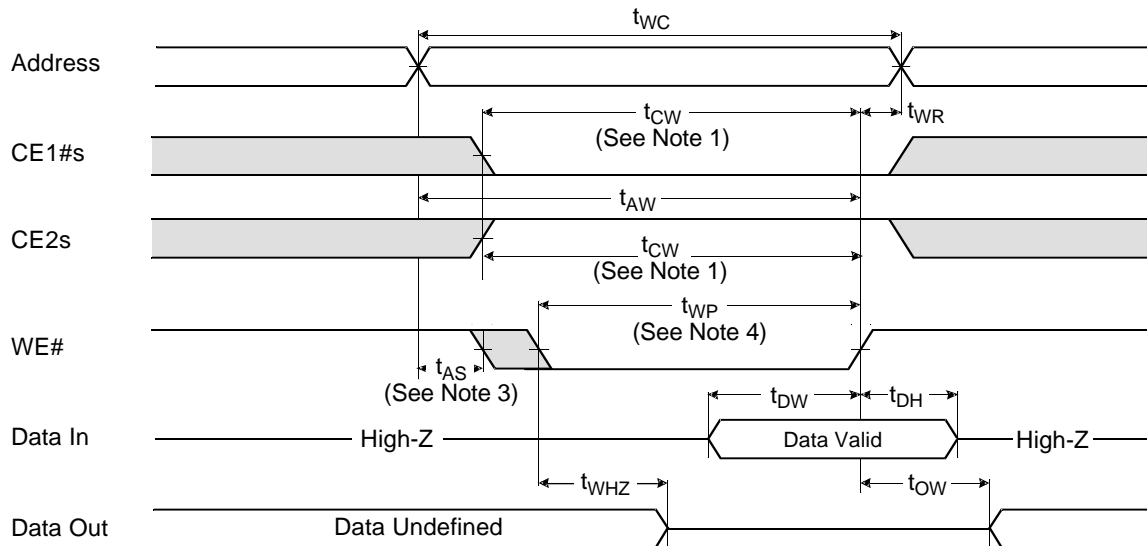 tWC
Address
tCW
(See Note 1)
tWR
CE1#s
tAW
CE2s
tCW
(See Note 1)
tWP
(See Note 4)
WE#
tAS
(See Note 3)
tDW
tDH
Data In
High-Z
Data Valid
High-Z
tWHZ
tOW
Data Out
Data Undefined